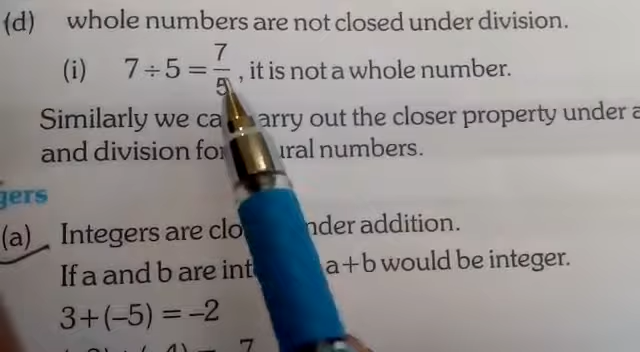 (d) whole numbers are not closed under division.
(i) 7 ÷ 5 = 7/5 , it is not a whole number.
Similarly we ca arry out the closer property under a
and division for ural numbers.
gers
(a) Integers are clo nder addition.
If a and b are int a+b would be integer.
3+(–5) = –2